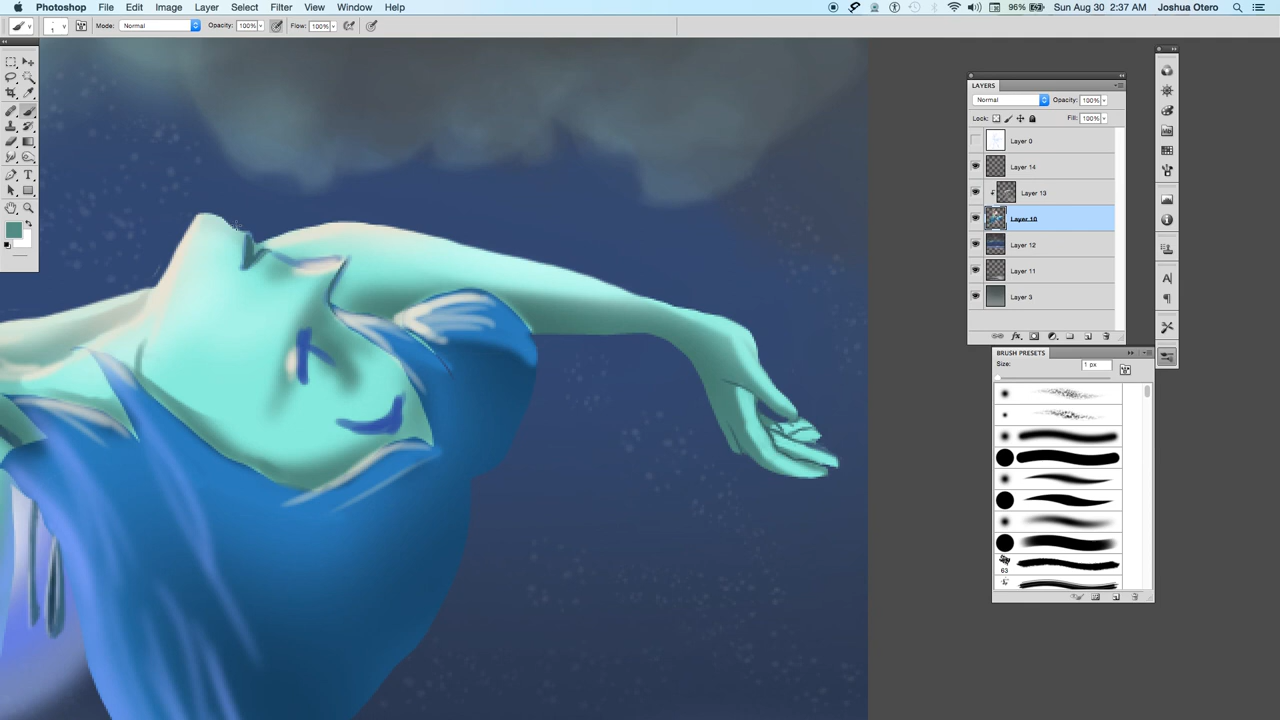 Photoshop File Edit Image Layer Select Filter View Window Help 96% Sun Aug 30 2:37 AM Joshua Otero
1 Mode: Normal Opacity: 100% Flow: 100%
LAYERS
Normal Opacity: 100%
Lock: Fill: 100%
Layer 0
Layer 14
Layer 13
Layer 10
Layer 12
Layer 11
Layer 3
BRUSH PRESETS
Size: 1 px
63